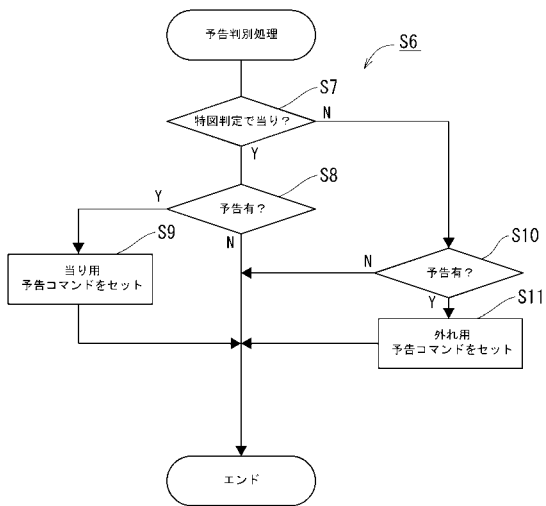 予告判別処理
S6
S7
特図判定で当り？
N
Y
S8
Y
予告有？
N
S9
当り用
予告コマンドをセット
S10
N
予告有？
Y
S11
外れ用
予告コマンドをセット
エンド